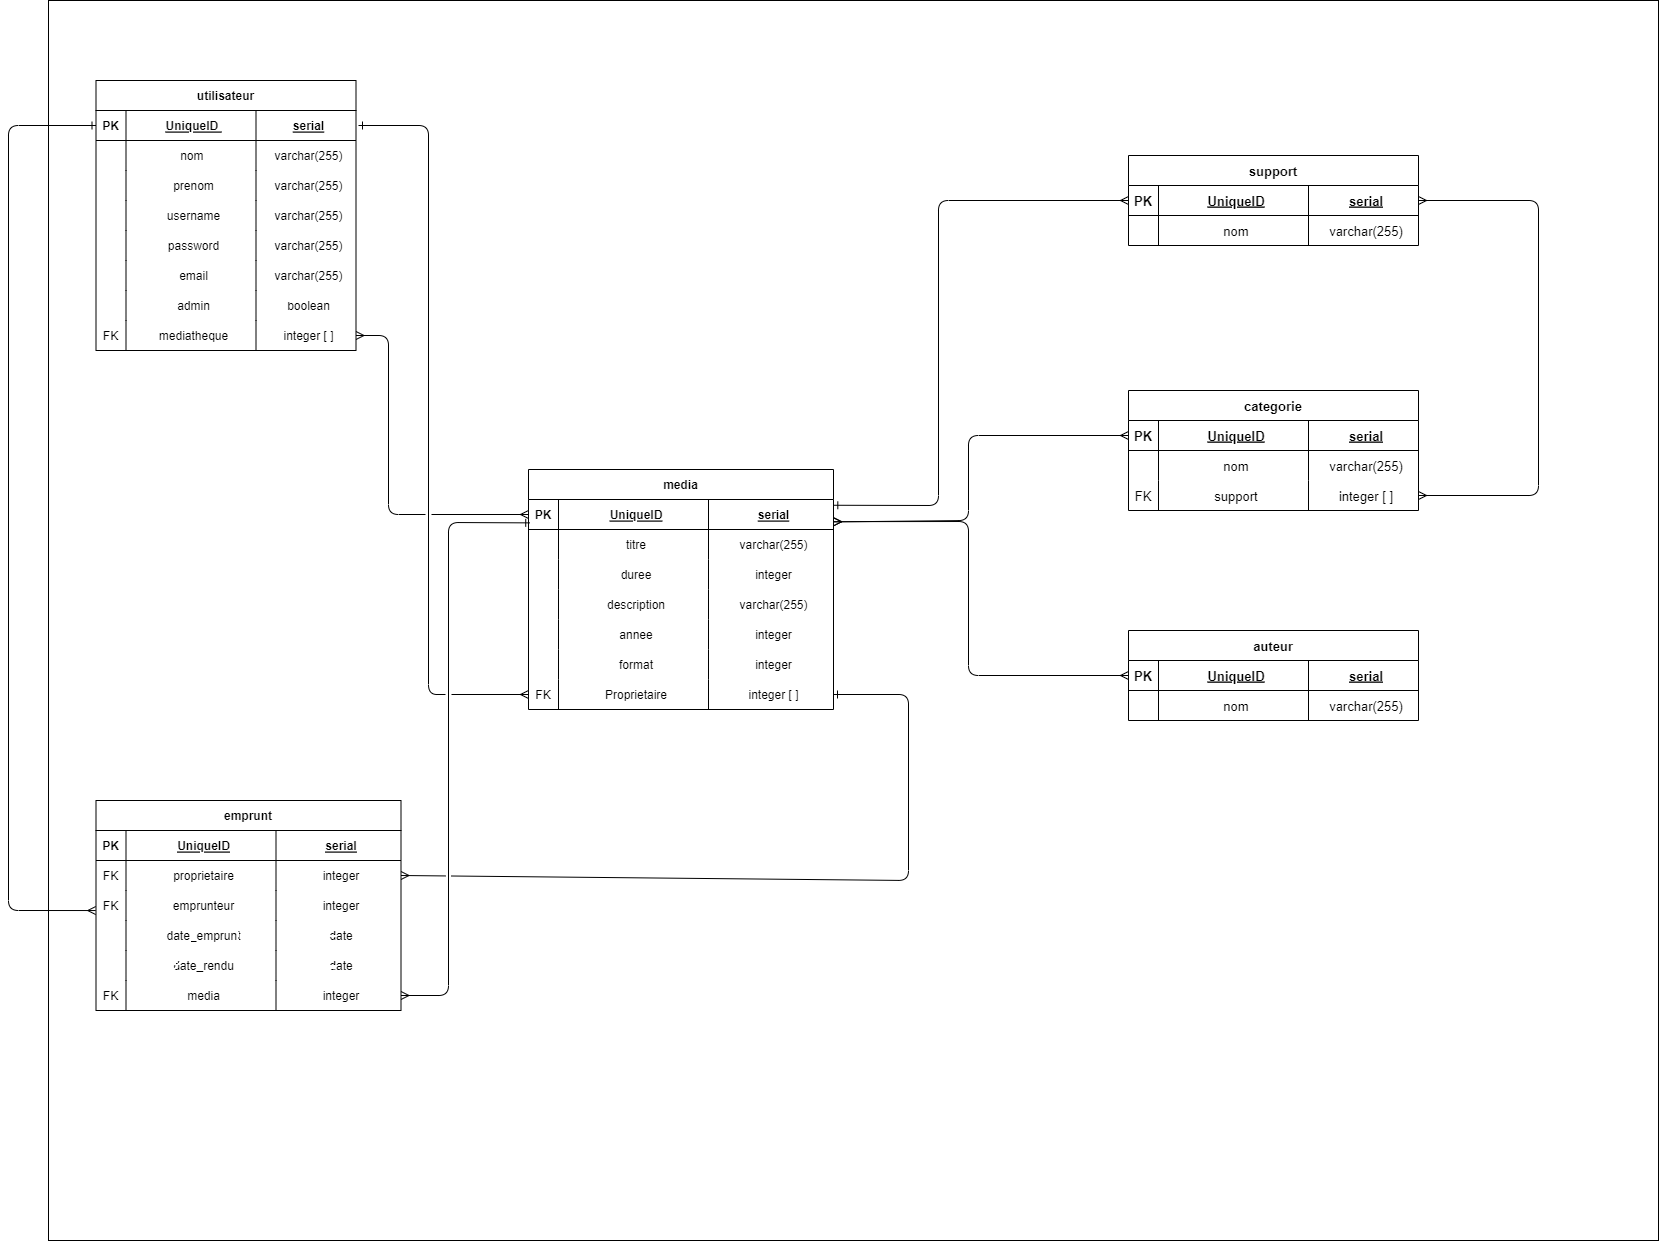 utilisateur
PK UniqueID serial
nom varchar(255)
prenom varchar(255)
username varchar(255)
password varchar(255)
email varchar(255)
admin boolean
FK mediatheque integer [ ]
support
PK UniqueID serial
nom varchar(255)
categorie
PK UniqueID serial
nom varchar(255)
FK support integer [ ]
media
PK UniqueID serial
titre varchar(255)
duree integer
description varchar(255)
annee integer
format integer
FK Proprietaire integer [ ]
auteur
PK UniqueID serial
nom varchar(255)
emprunt
PK UniqueID serial
FK proprietaire integer
FK emprunteur integer
date_emprunt date
date_rendu date
FK media integer